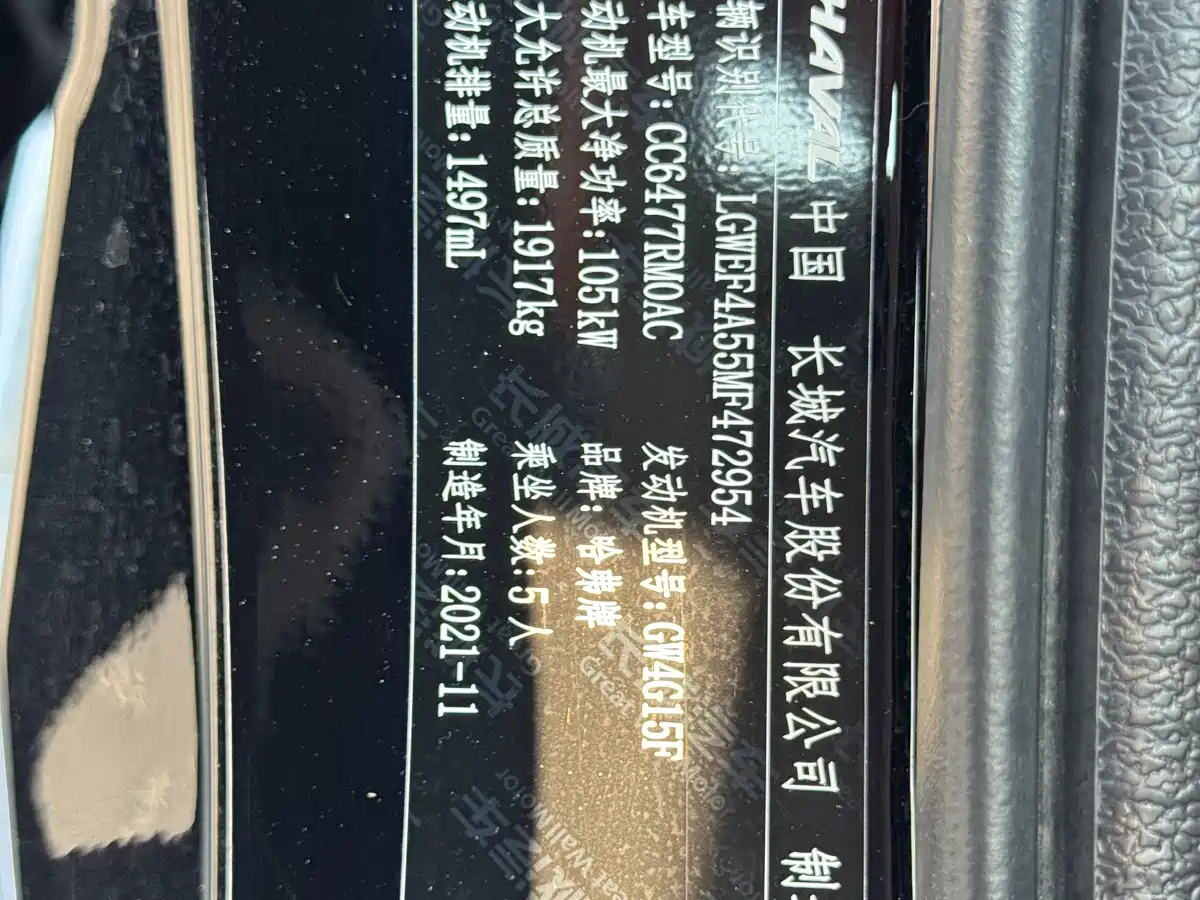 HAVAL 中国 长城汽车股份有限公司 制
辆识别代号:LGWEF4A55MF472954
车型号:CC6477RM0AC 发动机型号:GW4G15F
动机最大净功率:105kW 品牌:哈弗牌
大允许总质量:1917kg 乘坐人数:5人
动机排量:1497mL 制造年月:2021-11